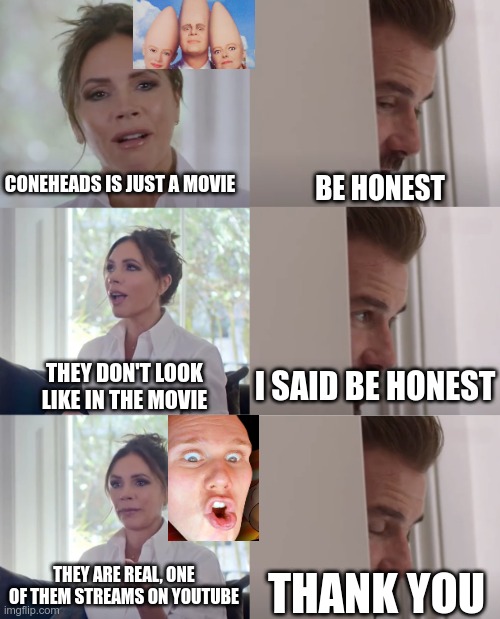 CONEHEADS IS JUST A MOVIE
BE HONEST
THEY DON'T LOOK
LIKE IN THE MOVIE
I SAID BE HONEST
THEY ARE REAL, ONE
OF THEM STREAMS ON YOUTUBE
THANK YOU
imgflip.com